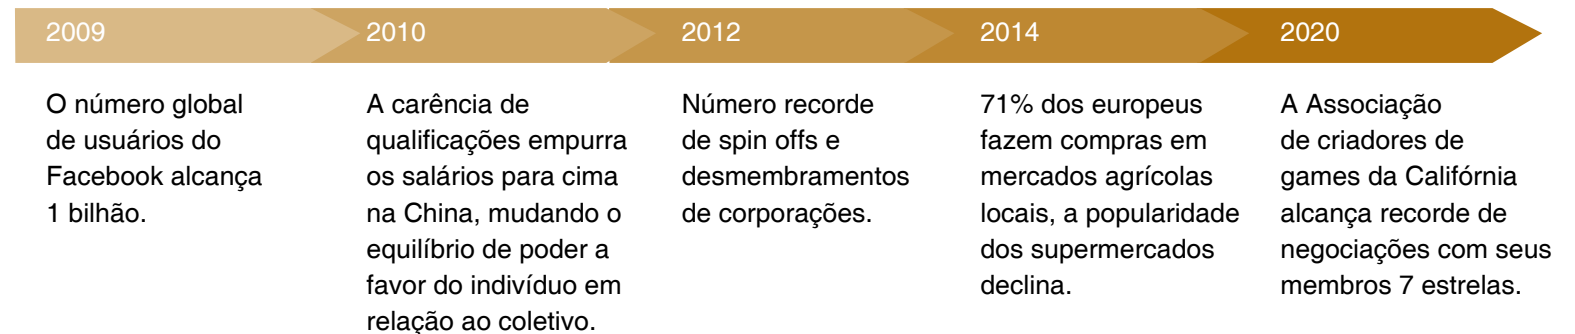 2009
O número global
de usuários do
Facebook alcança
1 bilhão.
2010
A carência de
qualificações empurra
os salários para cima
na China, mudando o
equilíbrio de poder a
favor do indivíduo em
relação ao coletivo.
2012
Número recorde
de spin offs e
desmembramentos
de corporações.
2014
71% dos europeus
fazem compras em
mercados agrícolas
locais, a popularidade
dos supermercados
declina.
2020
A Associação
de criadores de
games da Califórnia
alcança recorde de
negociações com seus
membros 7 estrelas.